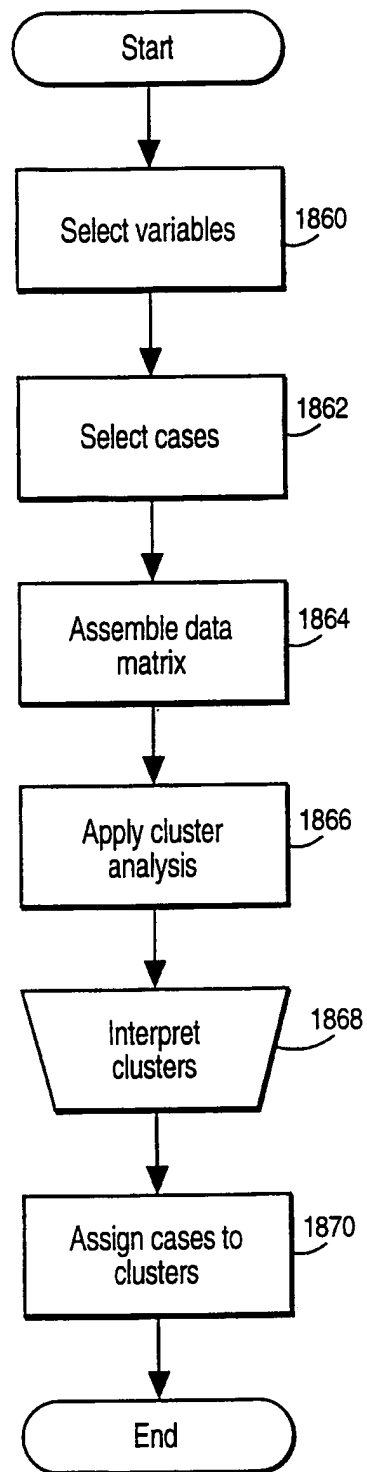 Start
Select variables
1860
Select cases
1862
Assemble data
matrix
1864
Apply cluster
analysis
1866
Interpret
clusters
1868
Assign cases to
clusters
1870
End